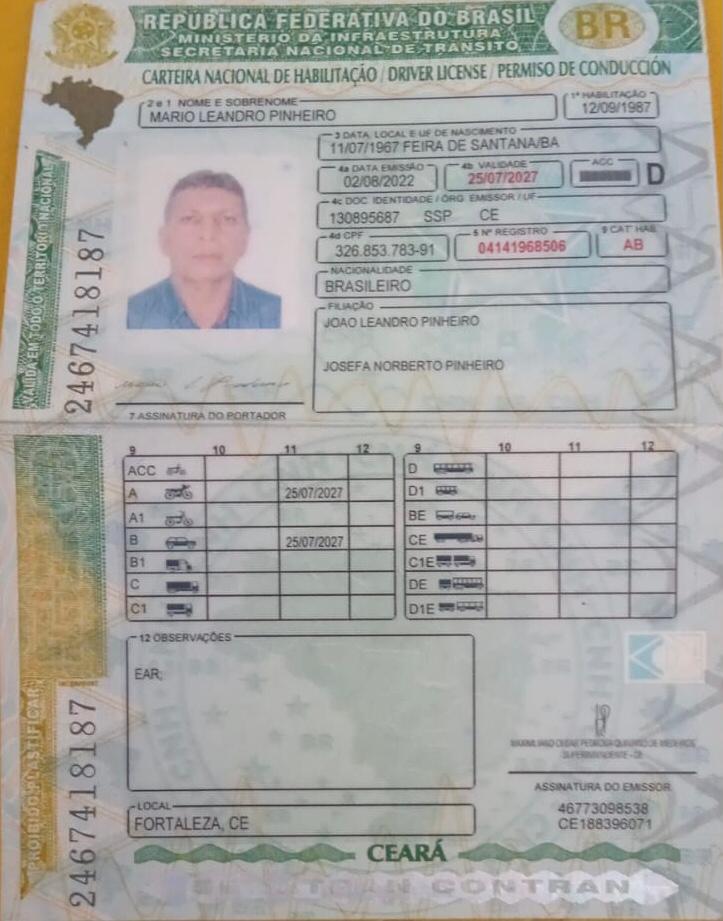 REPÚBLICA FEDERATIVA DO BRASIL
MINISTÉRIO DA INFRAESTRUTURA
SECRETARIA NACIONAL DE TRÂNSITO
BR
CARTEIRA NACIONAL DE HABILITAÇÃO / DRIVER LICENSE / PERMISO DE CONDUCCIÓN
2 e 1 NOME E SOBRENOME
MARIO LEANDRO PINHEIRO
1ª HABILITAÇÃO
12/09/1987
3 DATA, LOCAL E UF DE NASCIMENTO
11/07/1967 FEIRA DE SANTANA/BA
4a DATA EMISSÃO
02/08/2022
4b VALIDADE
25/07/2027
ACC
D
4c DOC. IDENTIDADE / ÓRG. EMISSOR / UF
130895687 SSP CE
4d CPF
326.853.783-91
5 Nº REGISTRO
04141968506
9 CAT. HAB.
AB
NACIONALIDADE
BRASILEIRO
FILIAÇÃO
JOAO LEANDRO PINHEIRO
JOSEFA NORBERTO PINHEIRO
7 ASSINATURA DO PORTADOR
VÁLIDA EM TODO O TERRITÓRIO NACIONAL
2467418187
9 10 11 12
ACC
A 25/07/2027
A1
B 25/07/2027
B1
C
C1
9 10 11 12
D
D1
BE
CE
C1E
DE
D1E
12 OBSERVAÇÕES
EAR;
ASSINATURA DO EMISSOR
46773098538
CE188396071
LOCAL
FORTALEZA, CE
PROIBIDO PLASTIFICAR
2467418187
CEARÁ
CONTRAN